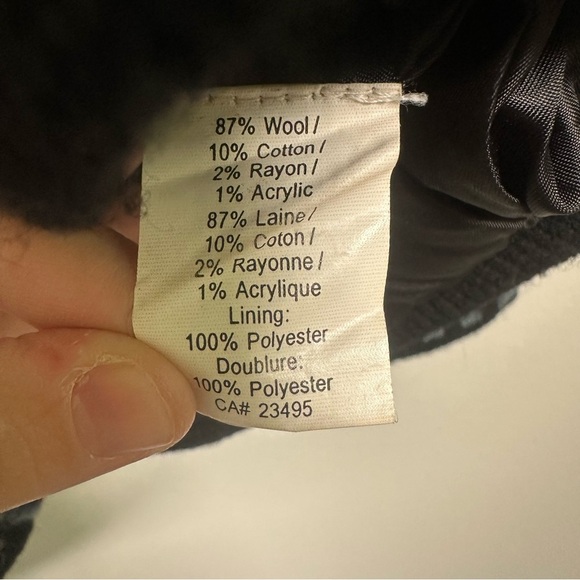 87% Wool /
10% Cotton /
2% Rayon /
1% Acrylic
87% Laine /
10% Coton /
2% Rayonne /
1% Acrylique
Lining:
100% Polyester
Doublure:
100% Polyester
CA# 23495